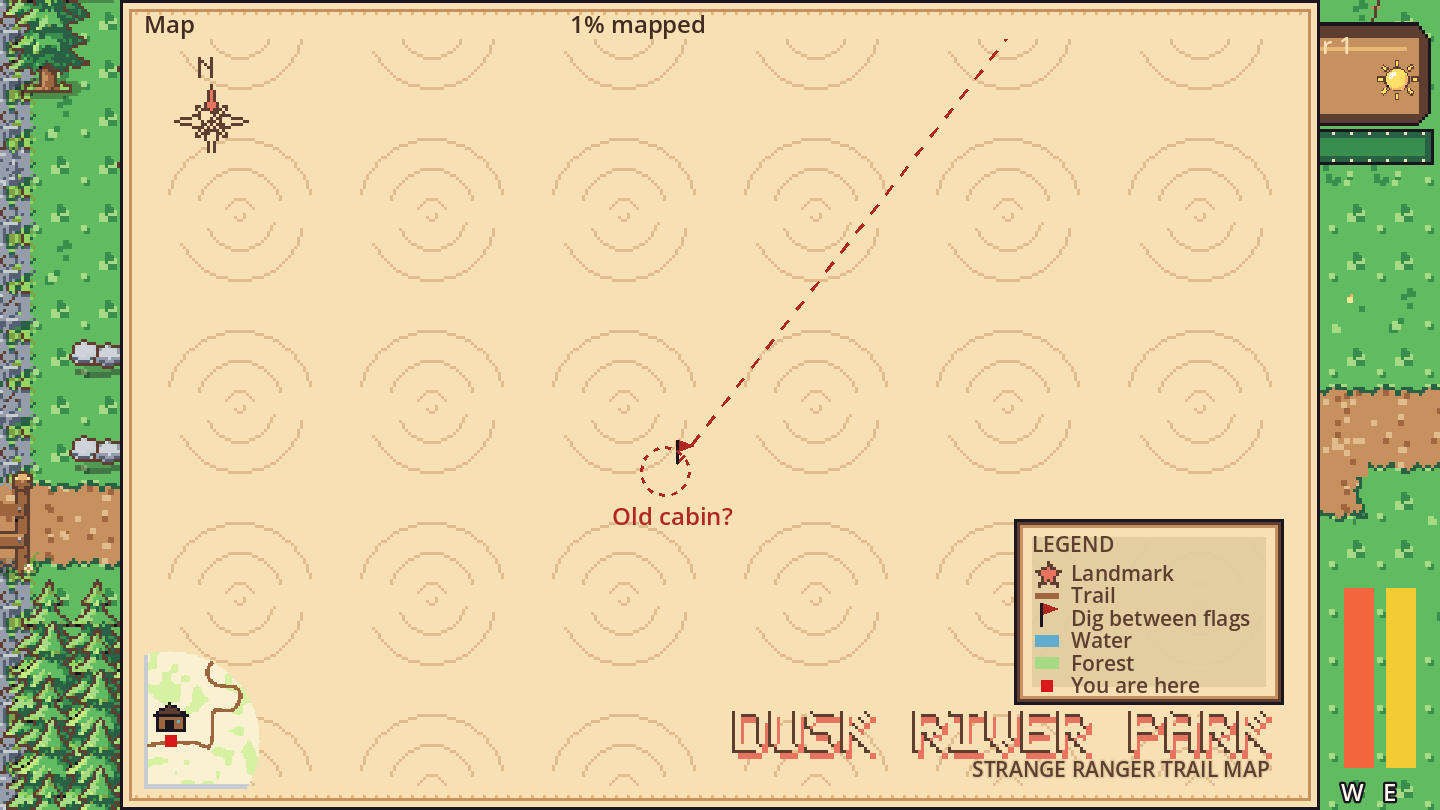 Map
1% mapped
N
r 1
Old cabin?
LEGEND
Landmark
Trail
Dig between flags
Water
Forest
You are here
DUSK RIVER PARK
STRANGE RANGER TRAIL MAP
W E